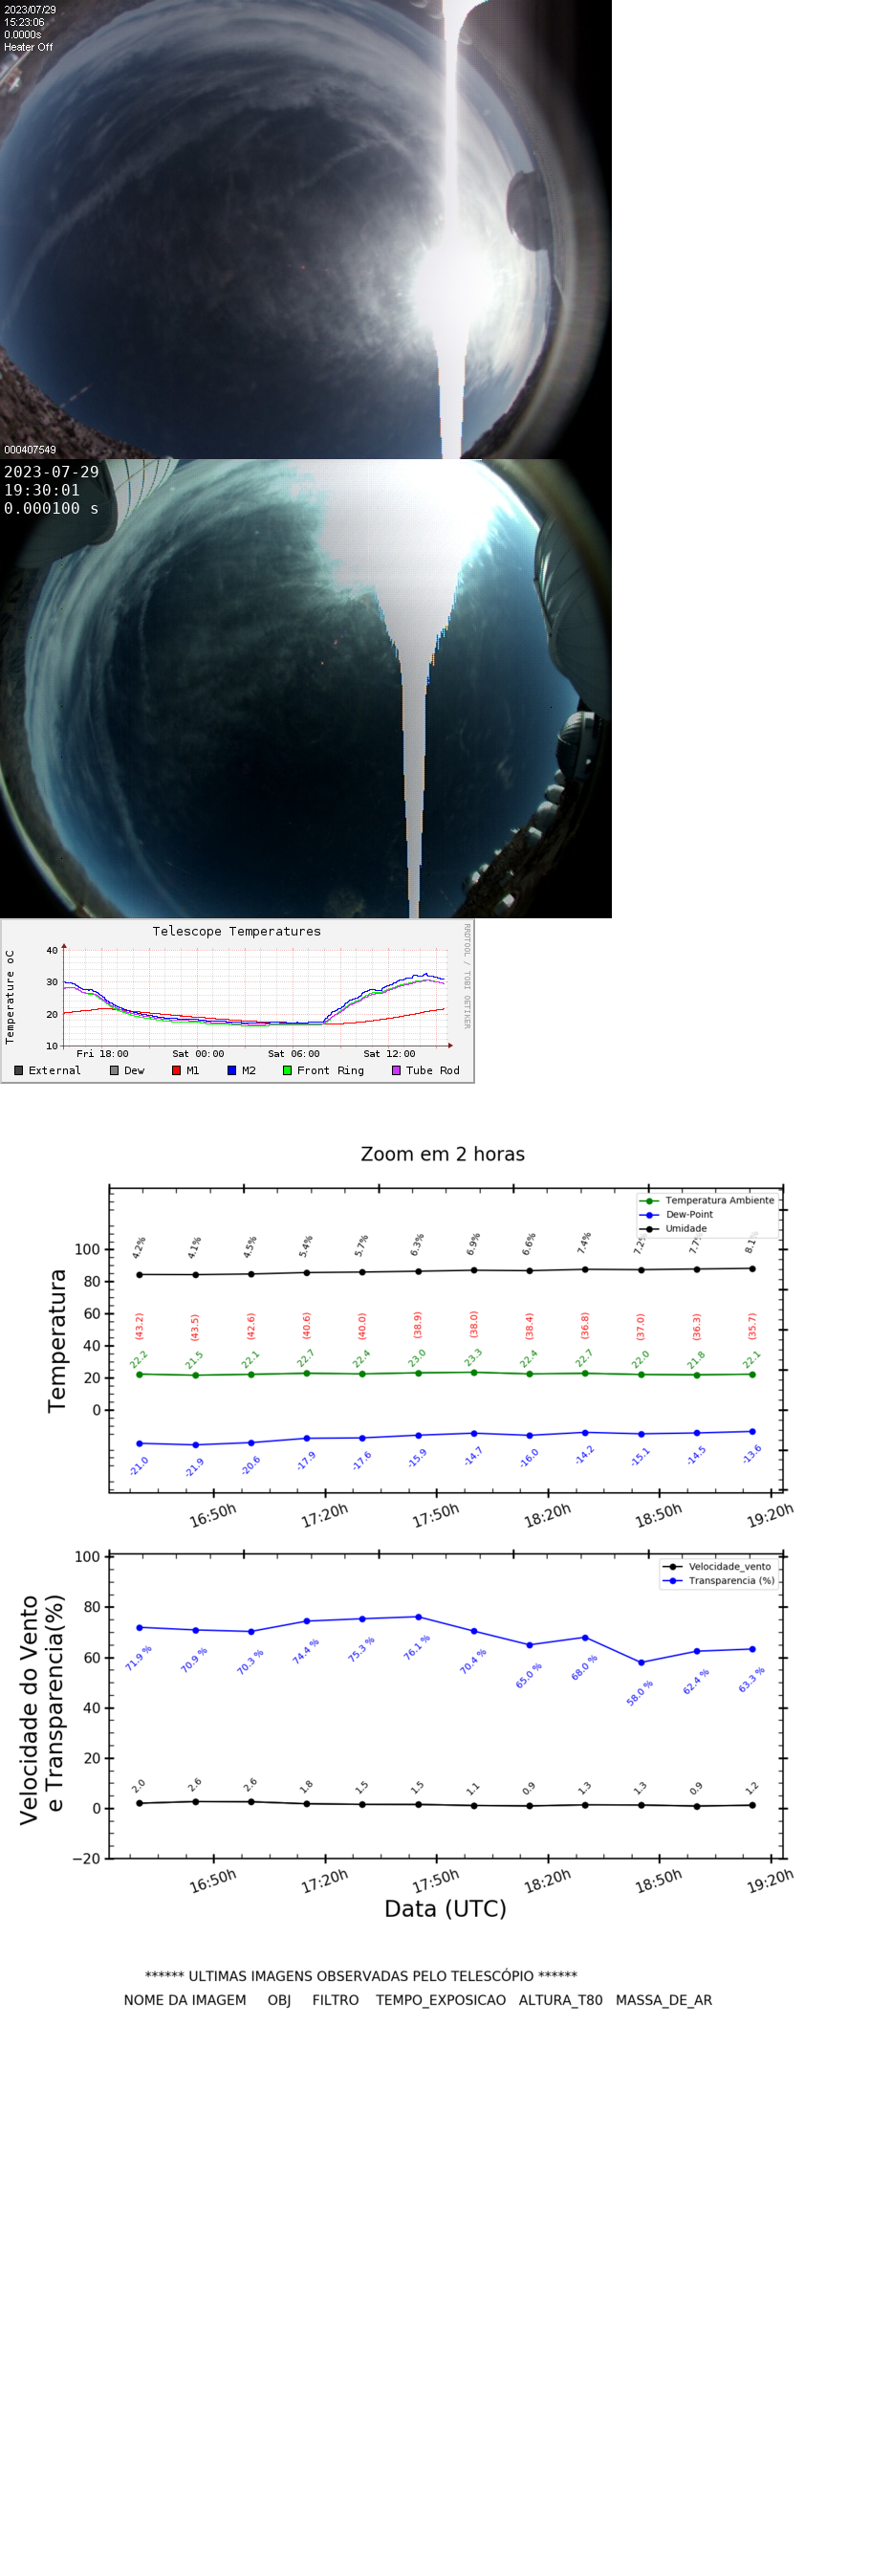 2023/07/29
15:23:06
0.0000s
Heater Off
000407549
2023-07-29
19:30:01
0.000100 s
Telescope Temperatures
RRDTOOL / TOBI OETIKER
Temperature oC
40
30
20
10
Fri 18:00 Sat 00:00 Sat 06:00 Sat 12:00
External Dew M1 M2 Front Ring Tube Rod
Zoom em 2 horas
Temperatura Ambiente
Dew-Point
Umidade
Temperatura
100
80
60
40
20
0
4.2% 4.1% 4.5% 5.4% 5.7% 6.3% 6.9% 6.6% 7.4% 7.2% 7.7% 8.1%
(43.2) (43.5) (42.6) (40.6) (40.0) (38.9) (38.0) (38.4) (36.8) (37.0) (36.3) (35.7)
22.2 21.5 22.1 22.7 22.4 23.0 23.3 22.4 22.7 22.0 21.8 22.1
-21.0 -21.9 -20.6 -17.9 -17.6 -15.9 -14.7 -16.0 -14.2 -15.1 -14.5 -13.6
16:50h 17:20h 17:50h 18:20h 18:50h 19:20h
Velocidade_vento
Transparencia (%)
Velocidade do Vento
e Transparencia(%)
100
80
60
40
20
0
−20
71.9 % 70.9 % 70.3 % 74.4 % 75.3 % 76.1 % 70.4 % 65.0 % 68.0 % 58.0 % 62.4 % 63.3 %
2.0 2.6 2.6 1.8 1.5 1.5 1.1 0.9 1.3 1.3 0.9 1.2
16:50h 17:20h 17:50h 18:20h 18:50h 19:20h
Data (UTC)
****** ULTIMAS IMAGENS OBSERVADAS PELO TELESCÓPIO ******
NOME DA IMAGEM OBJ FILTRO TEMPO_EXPOSICAO ALTURA_T80 MASSA_DE_AR